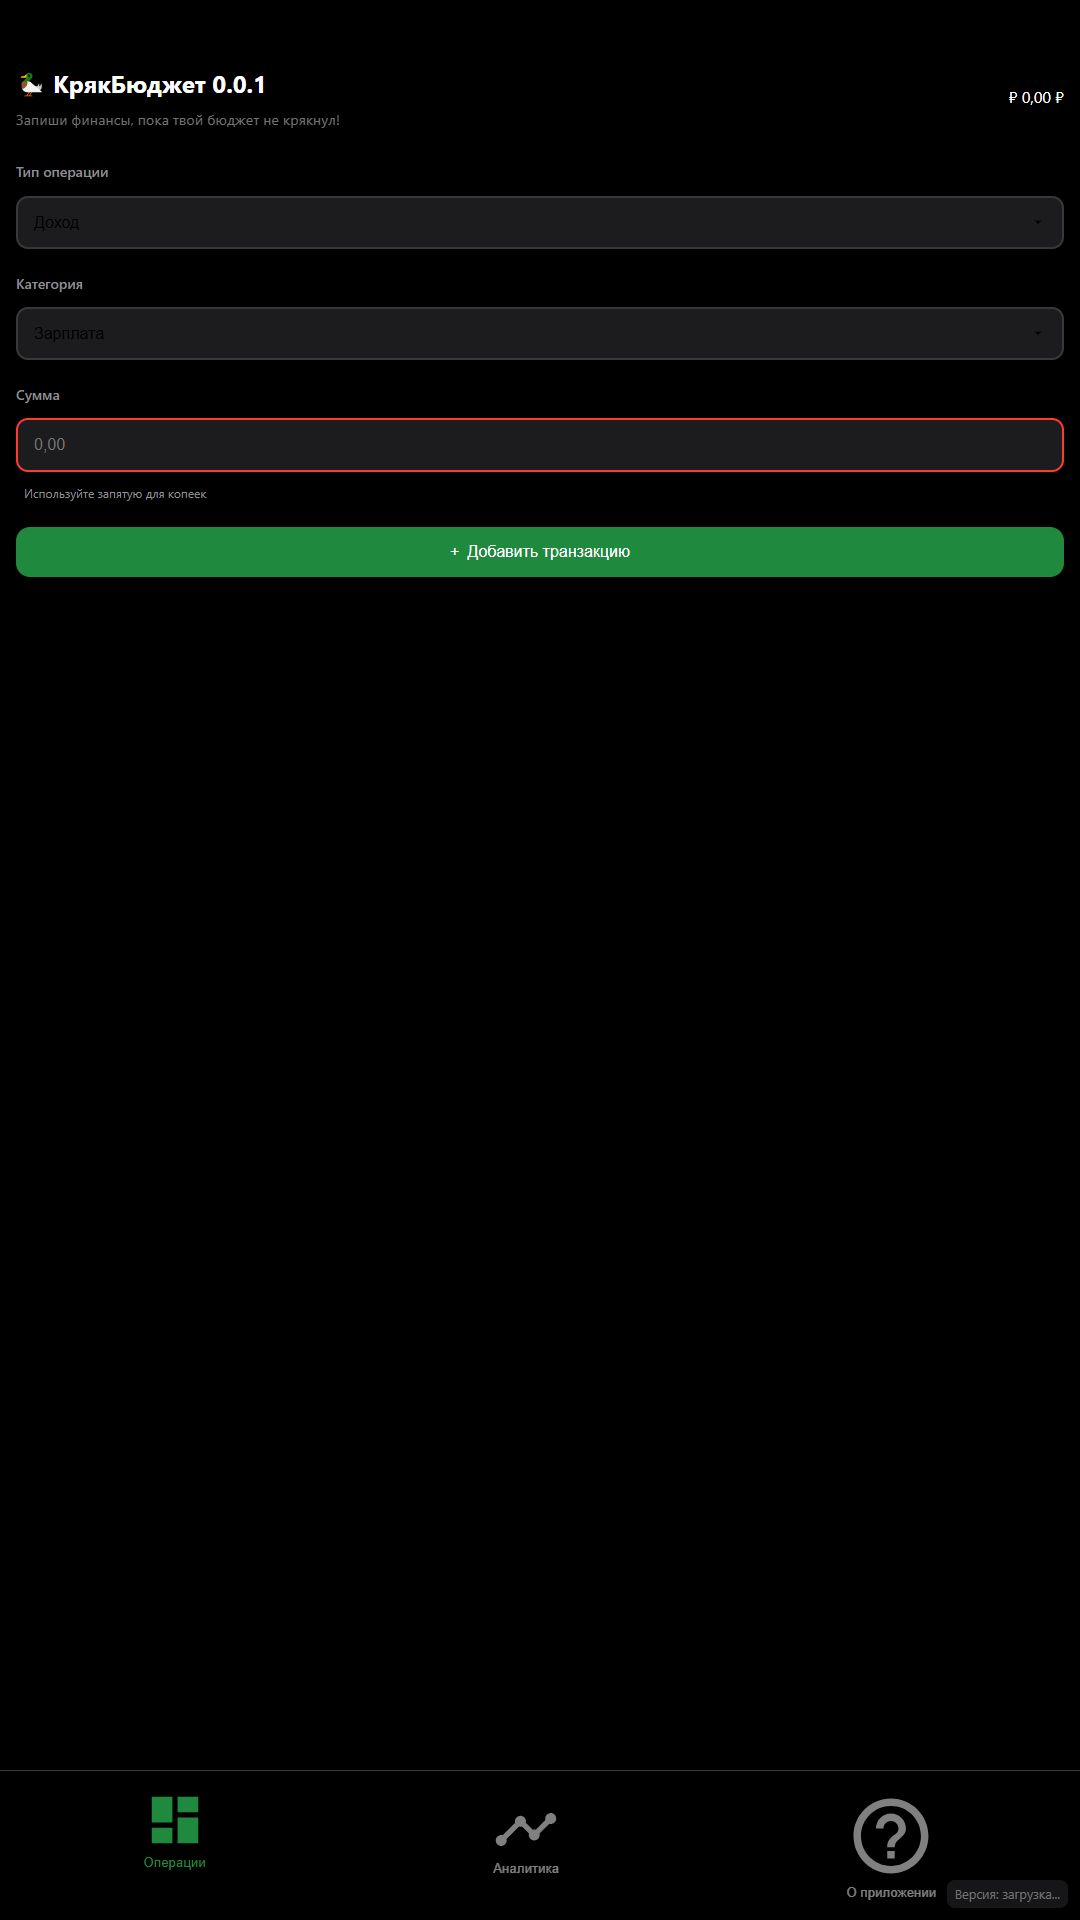 КрякБюджет 0.0.1
₽ 0,00 ₽
Запиши финансы, пока твой бюджет не крякнул!
Тип операции
Доход
Категория
Зарплата
Сумма
0,00
Используйте запятую для копеек
+ Добавить транзакцию
Операции
Аналитика
О приложении
Версия: загрузка...